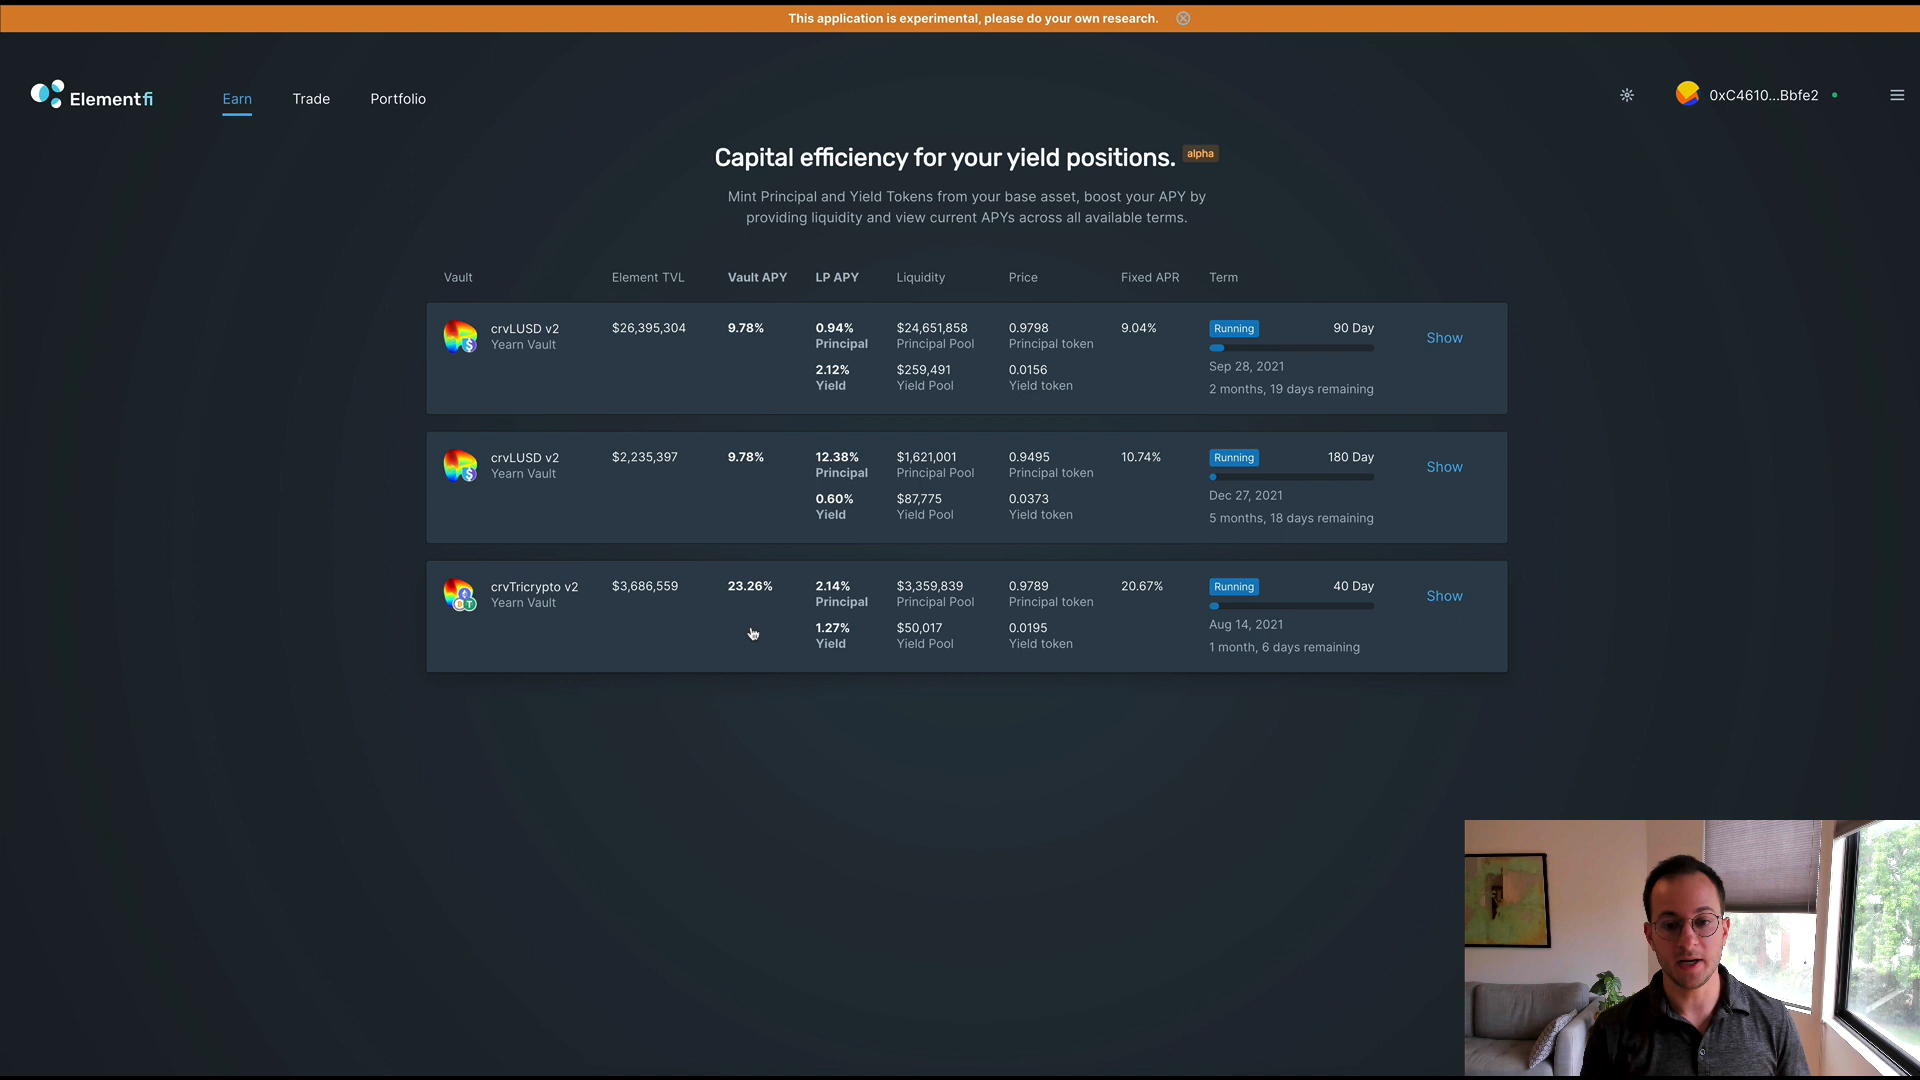 This application is experimental, please do your own research.
Element fi
Earn Trade Portfolio
0xC4610...Bbfe2
Capital efficiency for your yield positions. alpha
Mint Principal and Yield Tokens from your base asset, boost your APY by
providing liquidity and view current APYs across all available terms.
Vault Element TVL Vault APY LP APY Liquidity Price Fixed APR Term
crvLUSD v2 $26,395,304 9.78% 0.94% $24,651,858 0.9798 9.04% Running 90 Day Show
Yearn Vault Principal Principal Pool Principal token
2.12% $259,491 0.0156 Sep 28, 2021
Yield Yield Pool Yield token 2 months, 19 days remaining
crvLUSD v2 $2,235,397 9.78% 12.38% $1,621,001 0.9495 10.74% Running 180 Day Show
Yearn Vault Principal Principal Pool Principal token
0.60% $87,775 0.0373 Dec 27, 2021
Yield Yield Pool Yield token 5 months, 18 days remaining
crvTricrypto v2 $3,686,559 23.26% 2.14% $3,359,839 0.9789 20.67% Running 40 Day Show
Yearn Vault Principal Principal Pool Principal token
1.27% $50,017 0.0195 Aug 14, 2021
Yield Yield Pool Yield token 1 month, 6 days remaining